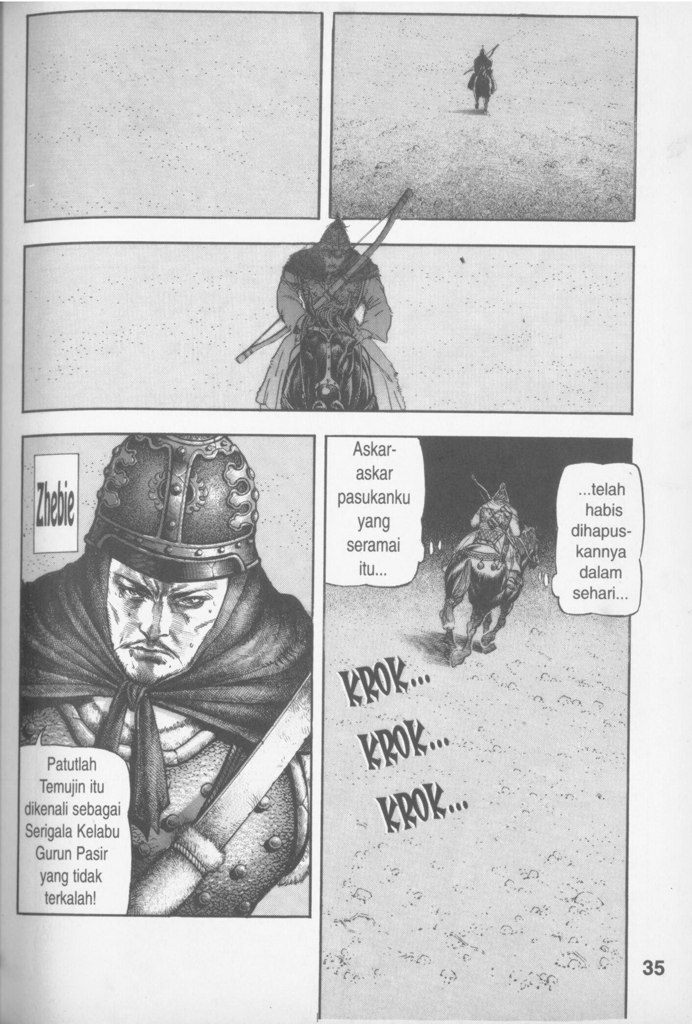 Zhebie
Patutlah
Temujin itu
dikenali sebagai
Serigala Kelabu
Gurun Pasir
yang tidak
terkalah!
Askar-
askar
pasukanku
yang
seramai
itu...
...telah
habis
dihapus-
kannya
dalam
sehari...
KROK...
KROK...
KROK...
35